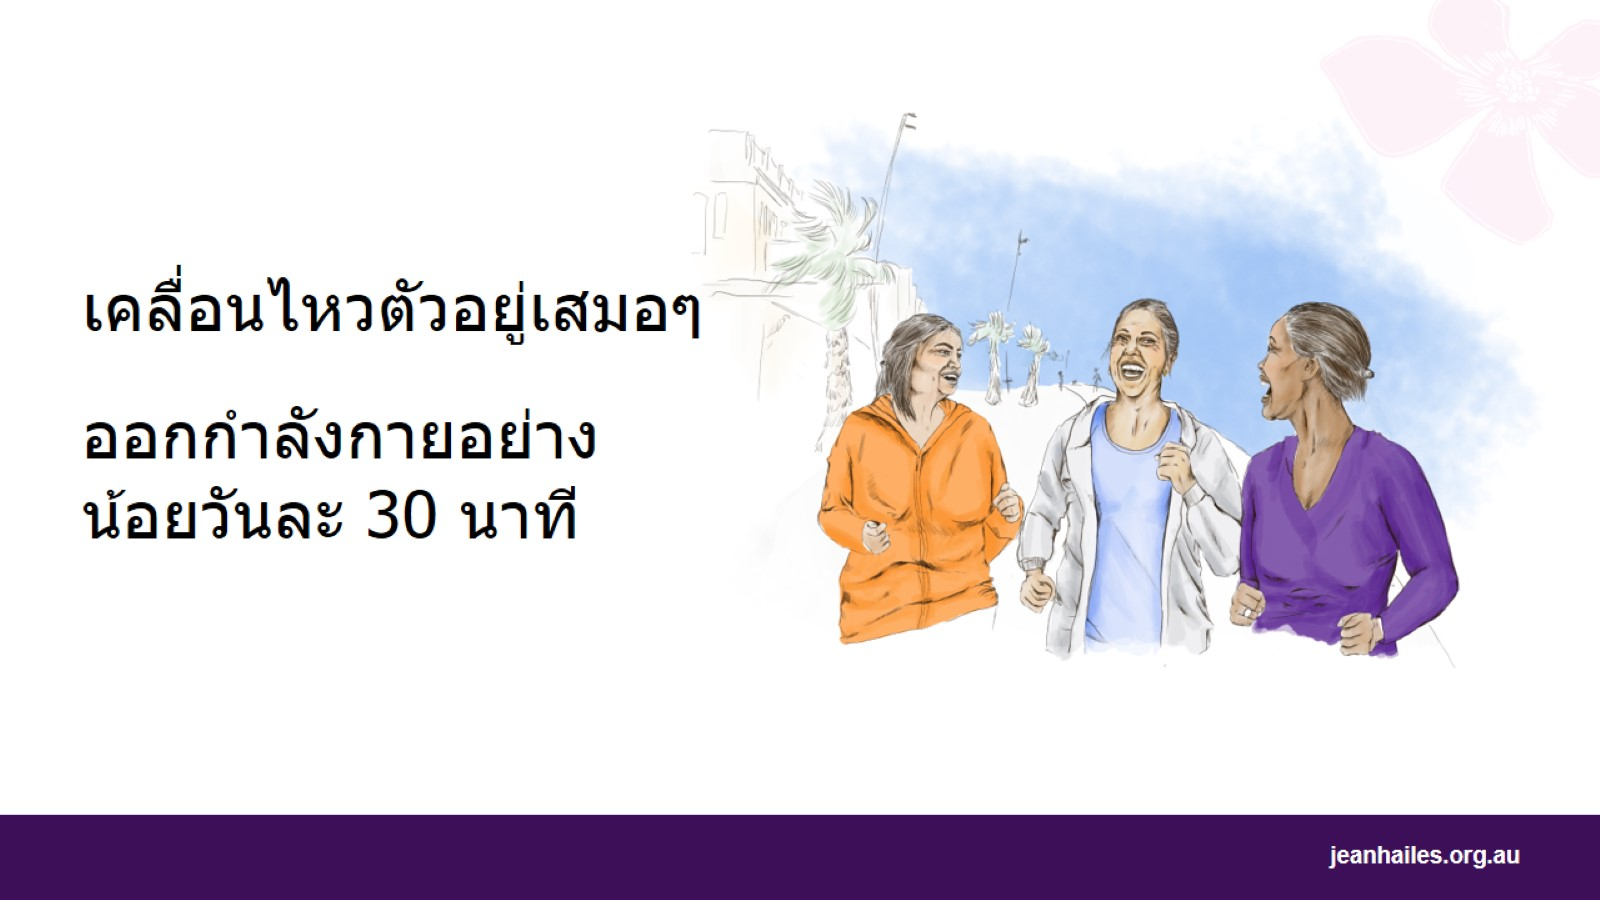 เคลื่อนไหวตัวอยู่เสมอๆ
ออกกำลังกายอย่าง
น้อยวันละ 30 นาที
jeanhailes.org.au